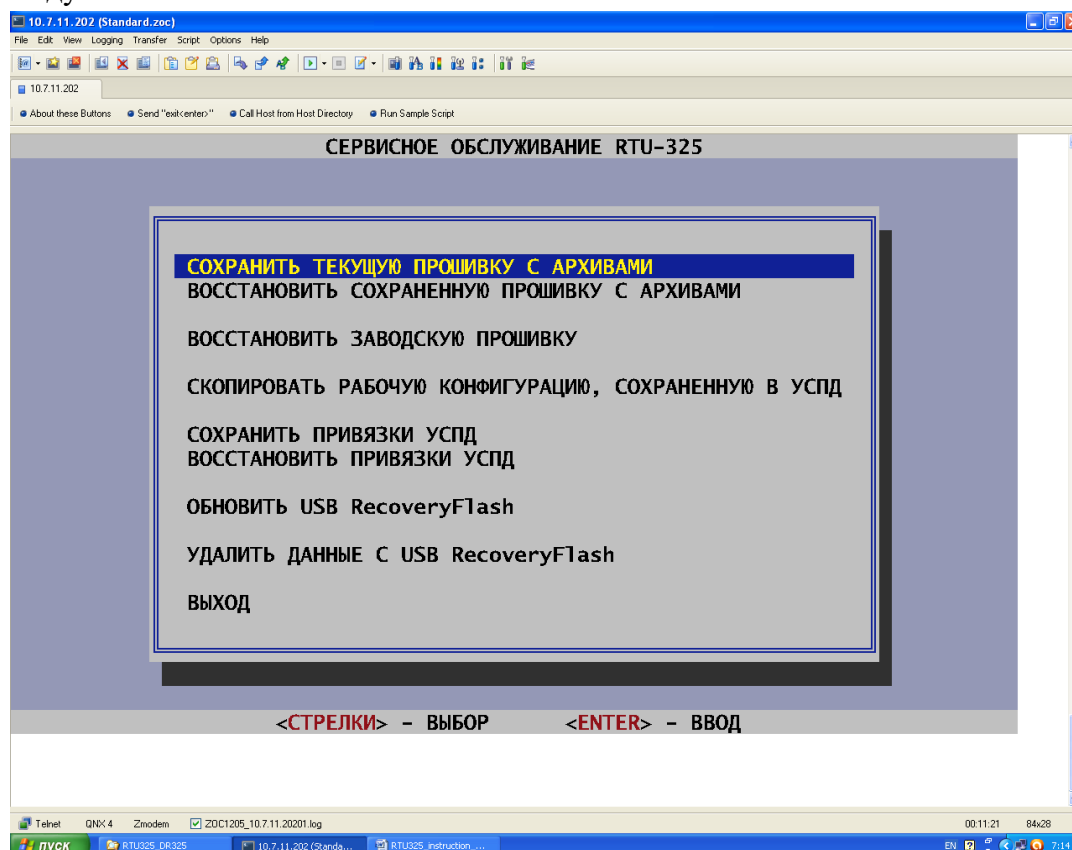 10.7.11.202 (Standard.zoc)
File Edit View Logging Transfer Script Options Help
10.7.11.202
About these Buttons Send "exit<enter>" Call Host from Host Directory Run Sample Script
СЕРВИСНОЕ ОБСЛУЖИВАНИЕ RTU-325
СОХРАНИТЬ ТЕКУЩУЮ ПРОШИВКУ С АРХИВАМИ
ВОССТАНОВИТЬ СОХРАНЕННУЮ ПРОШИВКУ С АРХИВАМИ
ВОССТАНОВИТЬ ЗАВОДСКУЮ ПРОШИВКУ
СКОПИРОВАТЬ РАБОЧУЮ КОНФИГУРАЦИЮ, СОХРАНЕННУЮ В УСПД
СОХРАНИТЬ ПРИВЯЗКИ УСПД
ВОССТАНОВИТЬ ПРИВЯЗКИ УСПД
ОБНОВИТЬ USB RecoveryFlash
УДАЛИТЬ ДАННЫЕ С USB RecoveryFlash
ВЫХОД
<СТРЕЛКИ> - ВЫБОР <ENTER> - ВВОД
Telnet QNX 4 Zmodem ZOC1205_10.7.11.20201.log 00:11:21 84x28
пуск RTU325_DR325 10.7.11.202 (Standa... RTU325_instruction_... EN 7:14